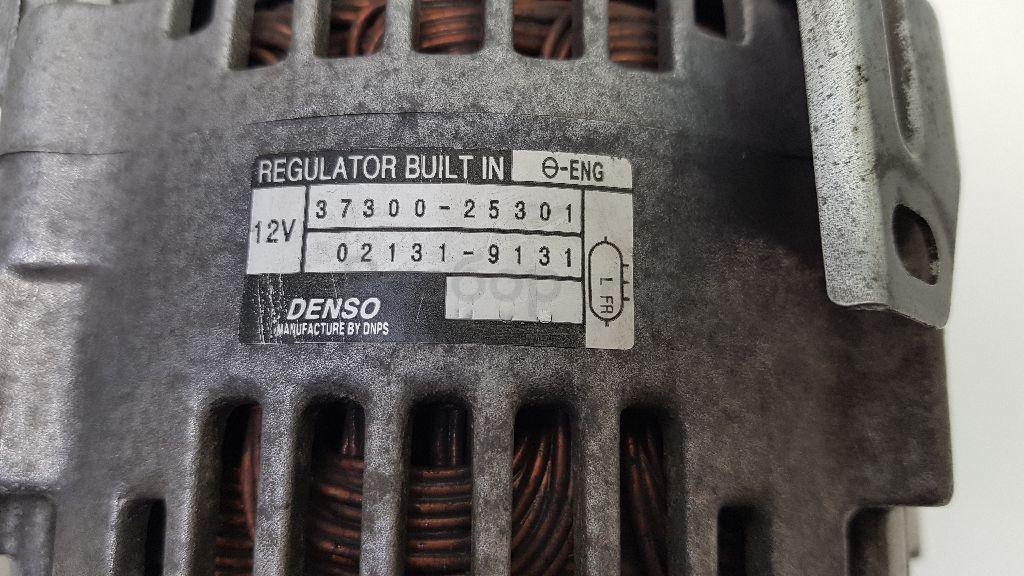 REGULATOR BUILT IN ⊖-ENG
12V
37300-25301
02131-9131
DENSO
MANUFACTURE BY DNPS
L FR